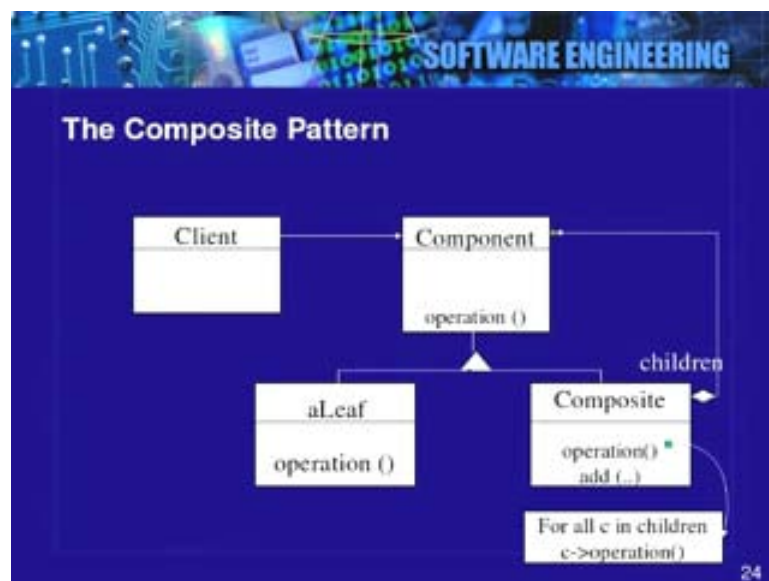 SOFTWARE ENGINEERING
The Composite Pattern
Client
Component
operation ()
children
aLeaf
operation ()
Composite
operation()
add (..)
For all c in children
c->operation()
24